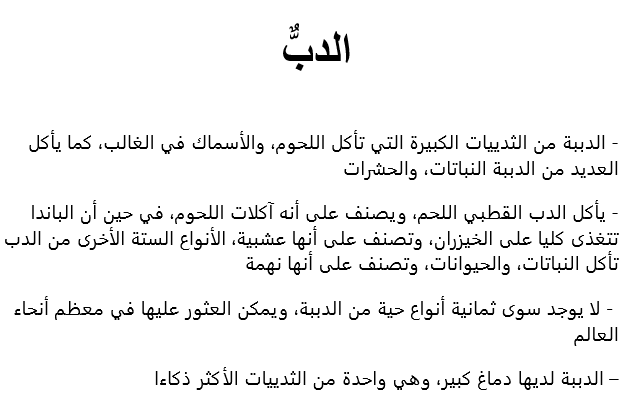 الدبٌّ
- الدببة من الثدييات الكبيرة التي تأكل اللحوم، والأسماك في الغالب، كما يأكل
العديد من الدببة النباتات، والحشرات
- يأكل الدب القطبي اللحم، ويصنف على أنه آكلات اللحوم، في حين أن الباندا
تتغذى كليا على الخيزران، وتصنف على أنها عشبية، الأنواع الستة الأخرى من الدب
تأكل النباتات، والحيوانات، وتصنف على أنها نهمة
- لا يوجد سوى ثمانية أنواع حية من الدببة، ويمكن العثور عليها في معظم أنحاء
العالم
– الدببة لديها دماغ كبير، وهي واحدة من الثدييات الأكثر ذكاءا